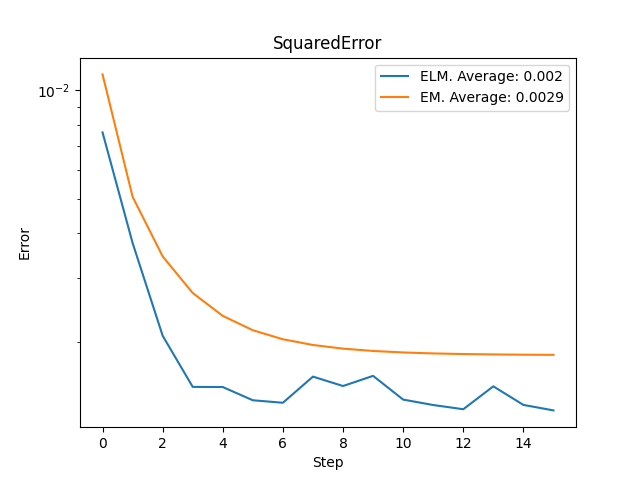 SquaredError
ELM. Average: 0.002
EM. Average: 0.0029
10⁻²
Error
0 2 4 6 8 10 12 14
Step